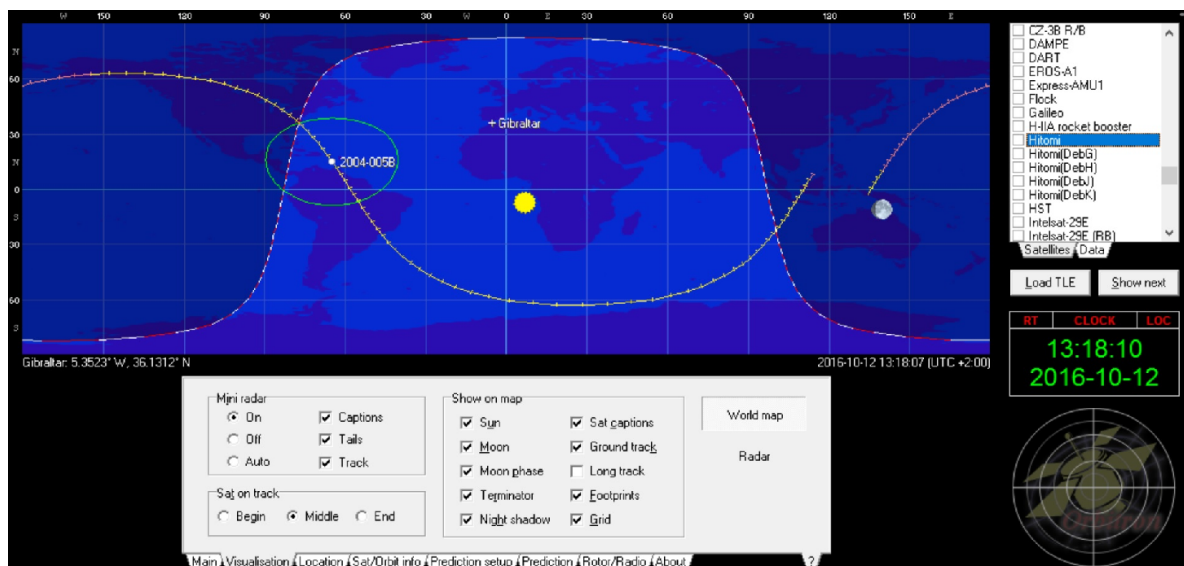 W 150 120 90 60 30 W 0 E 30 60 90 120 150 E
N
60
30
N
0
S
30
60
S
+ Gibraltar
2004-005B
Gibraltar: 5.3523° W, 36.1312° N
2016-10-12 13:18:07 (UTC +2:00)
CZ-3B R/B
DAMPE
DART
EROS-A1
Express-AMU1
Flock
Galileo
H-IIA rocket booster
Hitomi
Hitomi(DebG)
Hitomi(DebH)
Hitomi(DebJ)
Hitomi(DebK)
HST
Intelsat-29E
Intelsat-29E (RB)
Satellites Data
Load TLE Show next
RT CLOCK LOC
13:18:10
2016-10-12
Mini radar
On Captions
Off Tails
Auto Track
Sat on track
Begin Middle End
Show on map
Sun Sat captions
Moon Ground track
Moon phase Long track
Terminator Footprints
Night shadow Grid
World map
Radar
Main Visualisation Location Sat/Orbit info Prediction setup Prediction Rotor/Radio About ?